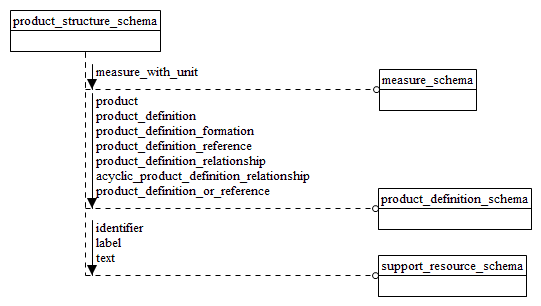 product_structure_schema
measure_with_unit
measure_schema
product
product_definition
product_definition_formation
product_definition_reference
product_definition_relationship
acyclic_product_definition_relationship
product_definition_or_reference
product_definition_schema
identifier
label
text
support_resource_schema